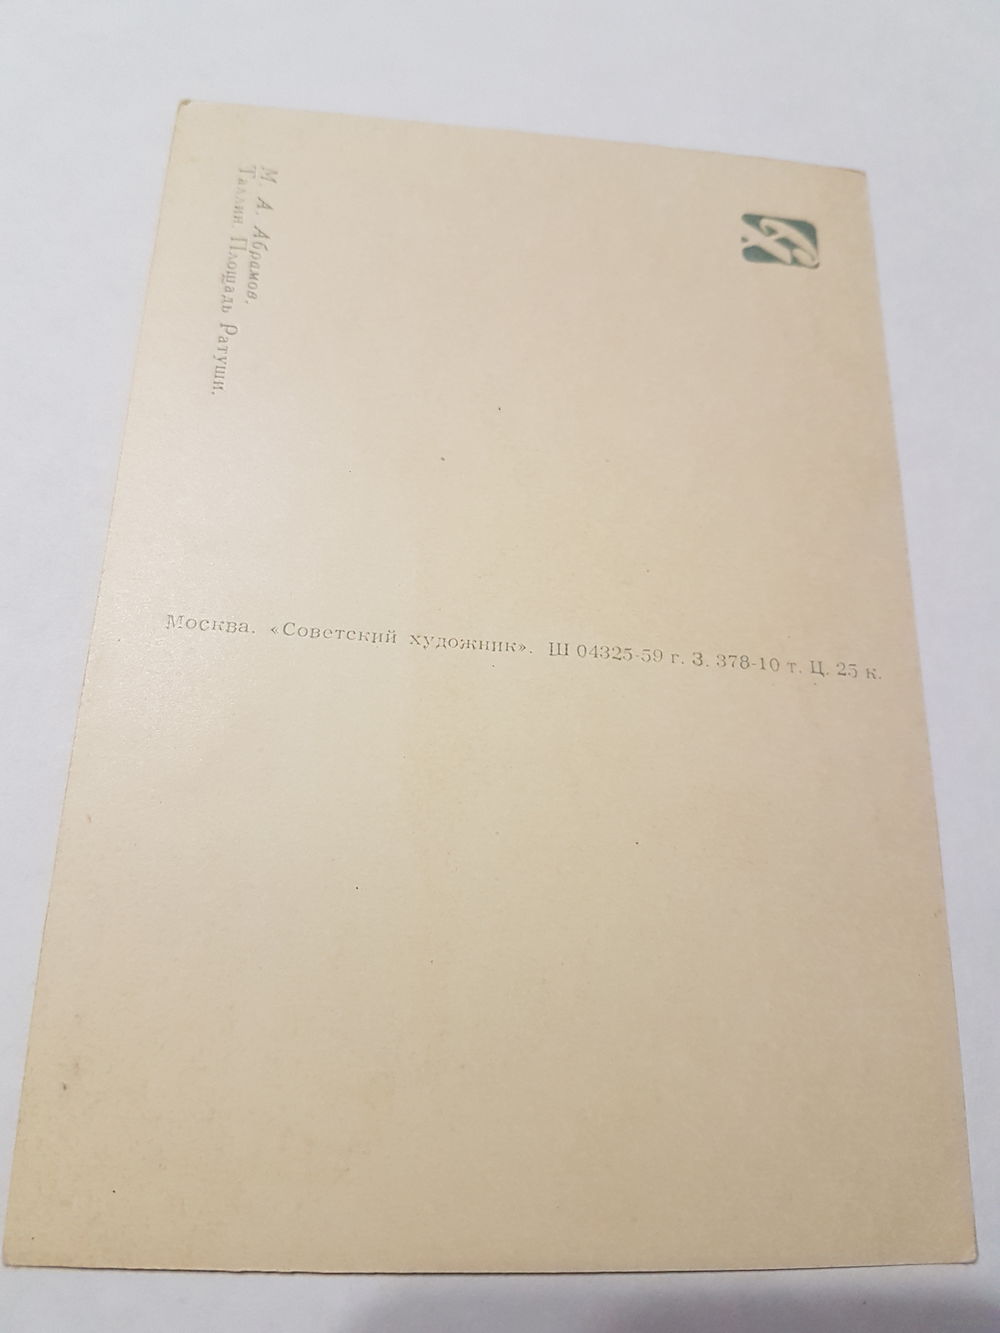 М. А. Абрамов.
Таллин. Площадь Ратуши.
Москва. «Советский художник». Ш 04325-59 г. З. 378-10 т. Ц. 25 к.